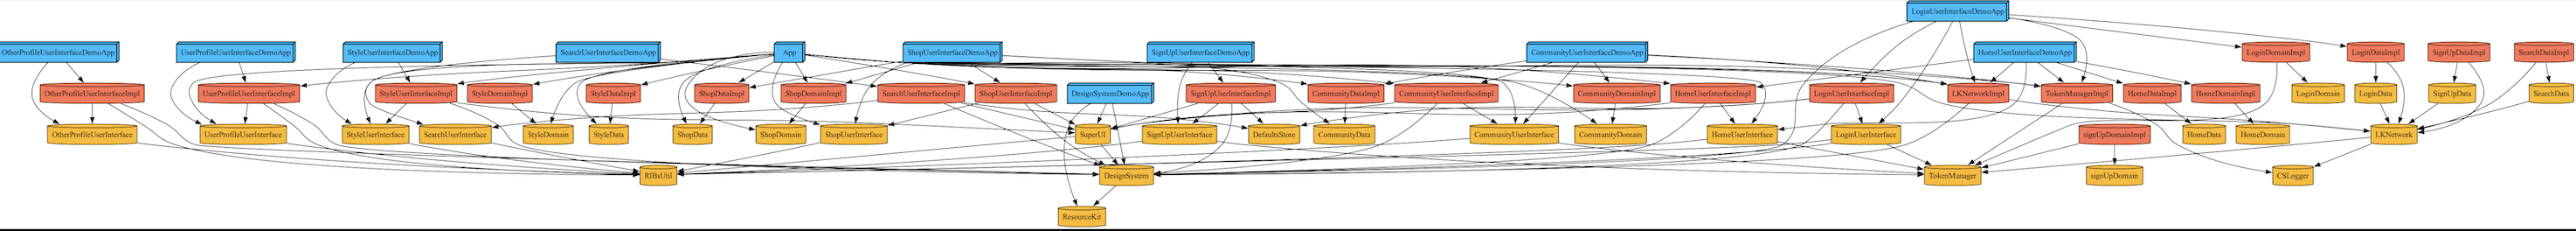 LoginUserInterfaceDemoApp
OtherProfileUserInterfaceDemoApp
UserProfileUserInterfaceDemoApp
StyleUserInterfaceDemoApp
SearchUserInterfaceDemoApp
App
ShopUserInterfaceDemoApp
SignUpUserInterfaceDemoApp
CommunityUserInterfaceDemoApp
HomeUserInterfaceDemoApp
LoginDomainImpl
LoginDataImpl
SignUpDataImpl
SearchDataImpl
OtherProfileUserInterfaceImpl
UserProfileUserInterfaceImpl
StyleUserInterfaceImpl
StyleDomainImpl
StyleDataImpl
ShopDataImpl
ShopDomainImpl
SearchUserInterfaceImpl
ShopUserInterfaceImpl
DesignSystemDemoApp
SignUpUserInterfaceImpl
CommunityDataImpl
CommunityUserInterfaceImpl
CommunityDomainImpl
HomeUserInterfaceImpl
LoginUserInterfaceImpl
LKNetworkImpl
TokenManagerImpl
HomeDataImpl
HomeDomainImpl
LoginDomain
LoginData
SignUpData
SearchData
OtherProfileUserInterface
UserProfileUserInterface
StyleUserInterface
SearchUserInterface
StyleDomain
StyleData
ShopData
ShopDomain
ShopUserInterface
SuperUI
SignUpUserInterface
DefaultsStore
CommunityData
CommunityUserInterface
CommunityDomain
HomeUserInterface
LoginUserInterface
signUpDomainImpl
HomeData
HomeDomain
LKNetwork
RIBsUtil
DesignSystem
TokenManager
signUpDomain
CSLogger
ResourceKit